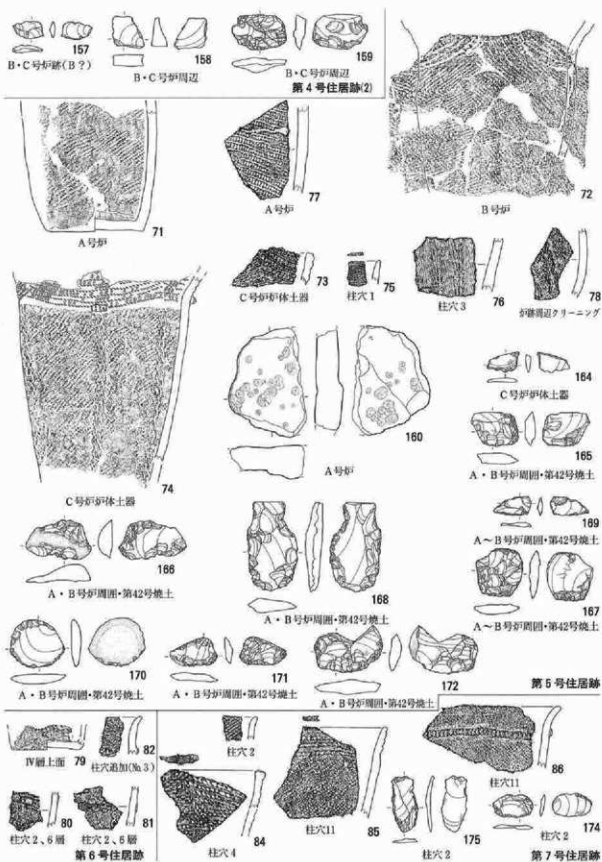 157
B・C号炉跡(B?)
158
B・C号炉周辺
159
B・C号炉周辺
第4号住居跡(2)
71
A号炉
77
A号炉
72
B号炉
73
C号炉炉体土器
75
柱穴1
76
柱穴3
78
炉跡周辺クリーニング
74
C号炉炉体土器
160
A号炉
164
C号炉炉体土器
165
A・B号炉周囲・第42号焼土
169
A～B号炉周囲・第42号焼土
166
A・B号炉周囲・第42号焼土
168
A・B号炉周囲・第42号焼土
167
A～B号炉周囲・第42号焼土
170
A・B号炉周囲・第42号焼土
171
A・B号炉周囲・第42号焼土
172
A・B号炉周囲・第42号焼土
第5号住居跡
79
Ⅳ層上面
82
柱穴追加(No.3)
80
柱穴2、6層
81
柱穴2、6層
第6号住居跡
柱穴2
84
柱穴4
85
柱穴11
86
柱穴11
175
柱穴2
174
柱穴2
第7号住居跡